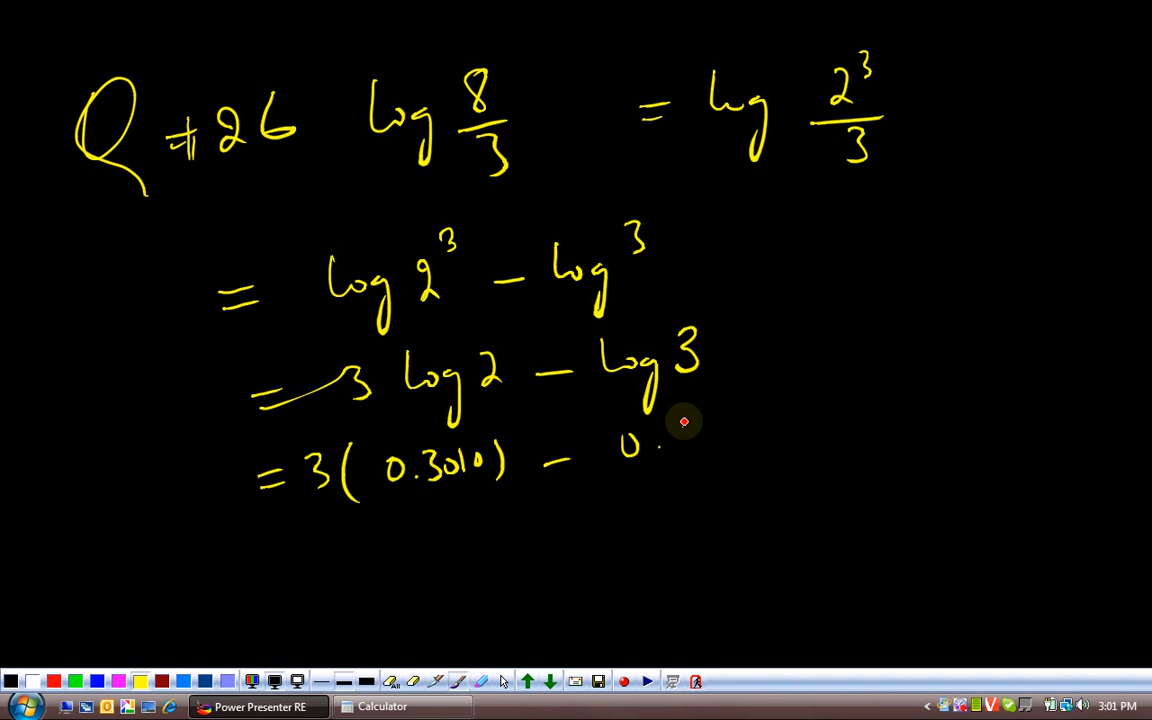 Q #26 log 8/3 = log 2³/3
= log 2³ - log 3
= 3 log 2 - log 3
= 3( 0.3010) - 0.
Power Presenter RE Calculator 3:01 PM